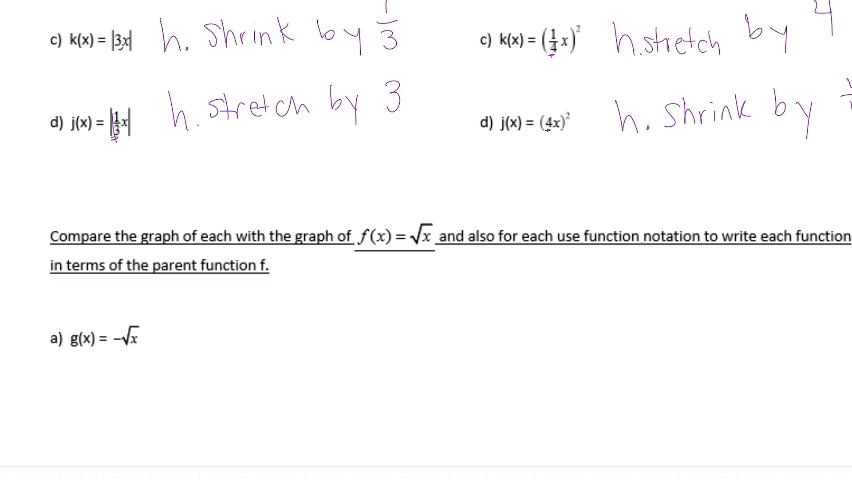 c) k(x) = |3x| h. shrink by 1/3
c) k(x) = (1/4 x)² h. stretch by 4
d) j(x) = |1/3 x| h. stretch by 3
d) j(x) = (4x)² h. shrink by
Compare the graph of each with the graph of f(x) = √x and also for each use function notation to write each function
in terms of the parent function f.
a) g(x) = −√x